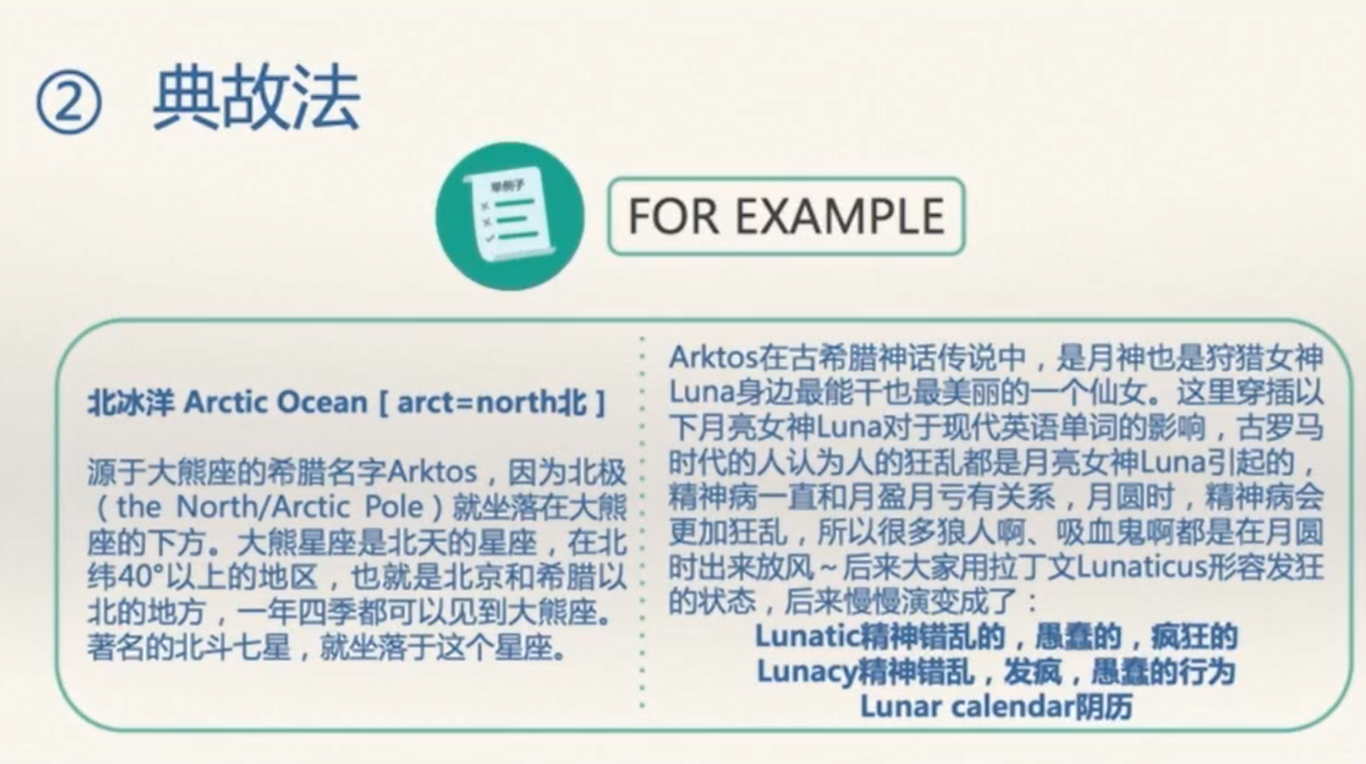 ② 典故法
举例子
FOR EXAMPLE
北冰洋 Arctic Ocean [ arct=north北 ]
源于大熊座的希腊名字Arktos，因为北极
（the North/Arctic Pole）就坐落在大熊
座的下方。大熊星座是北天的星座，在北
纬40°以上的地区，也就是北京和希腊以
北的地方，一年四季都可以见到大熊座。
著名的北斗七星，就坐落于这个星座。
Arktos在古希腊神话传说中，是月神也是狩猎女神
Luna身边最能干也最美丽的一个仙女。这里穿插以
下月亮女神Luna对于现代英语单词的影响，古罗马
时代的人认为人的狂乱都是月亮女神Luna引起的，
精神病一直和月盈月亏有关系，月圆时，精神病会
更加狂乱，所以很多狼人啊、吸血鬼啊都是在月圆
时出来放风～后来大家用拉丁文Lunaticus形容发狂
的状态，后来慢慢演变成了：
Lunatic精神错乱的，愚蠢的，疯狂的
Lunacy精神错乱，发疯，愚蠢的行为
Lunar calendar阴历